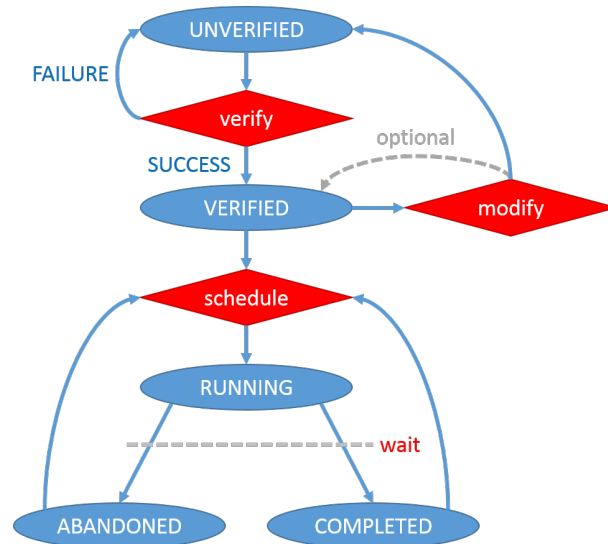 UNVERIFIED
FAILURE
verify
optional
SUCCESS
VERIFIED
modify
schedule
RUNNING
wait
ABANDONED
COMPLETED